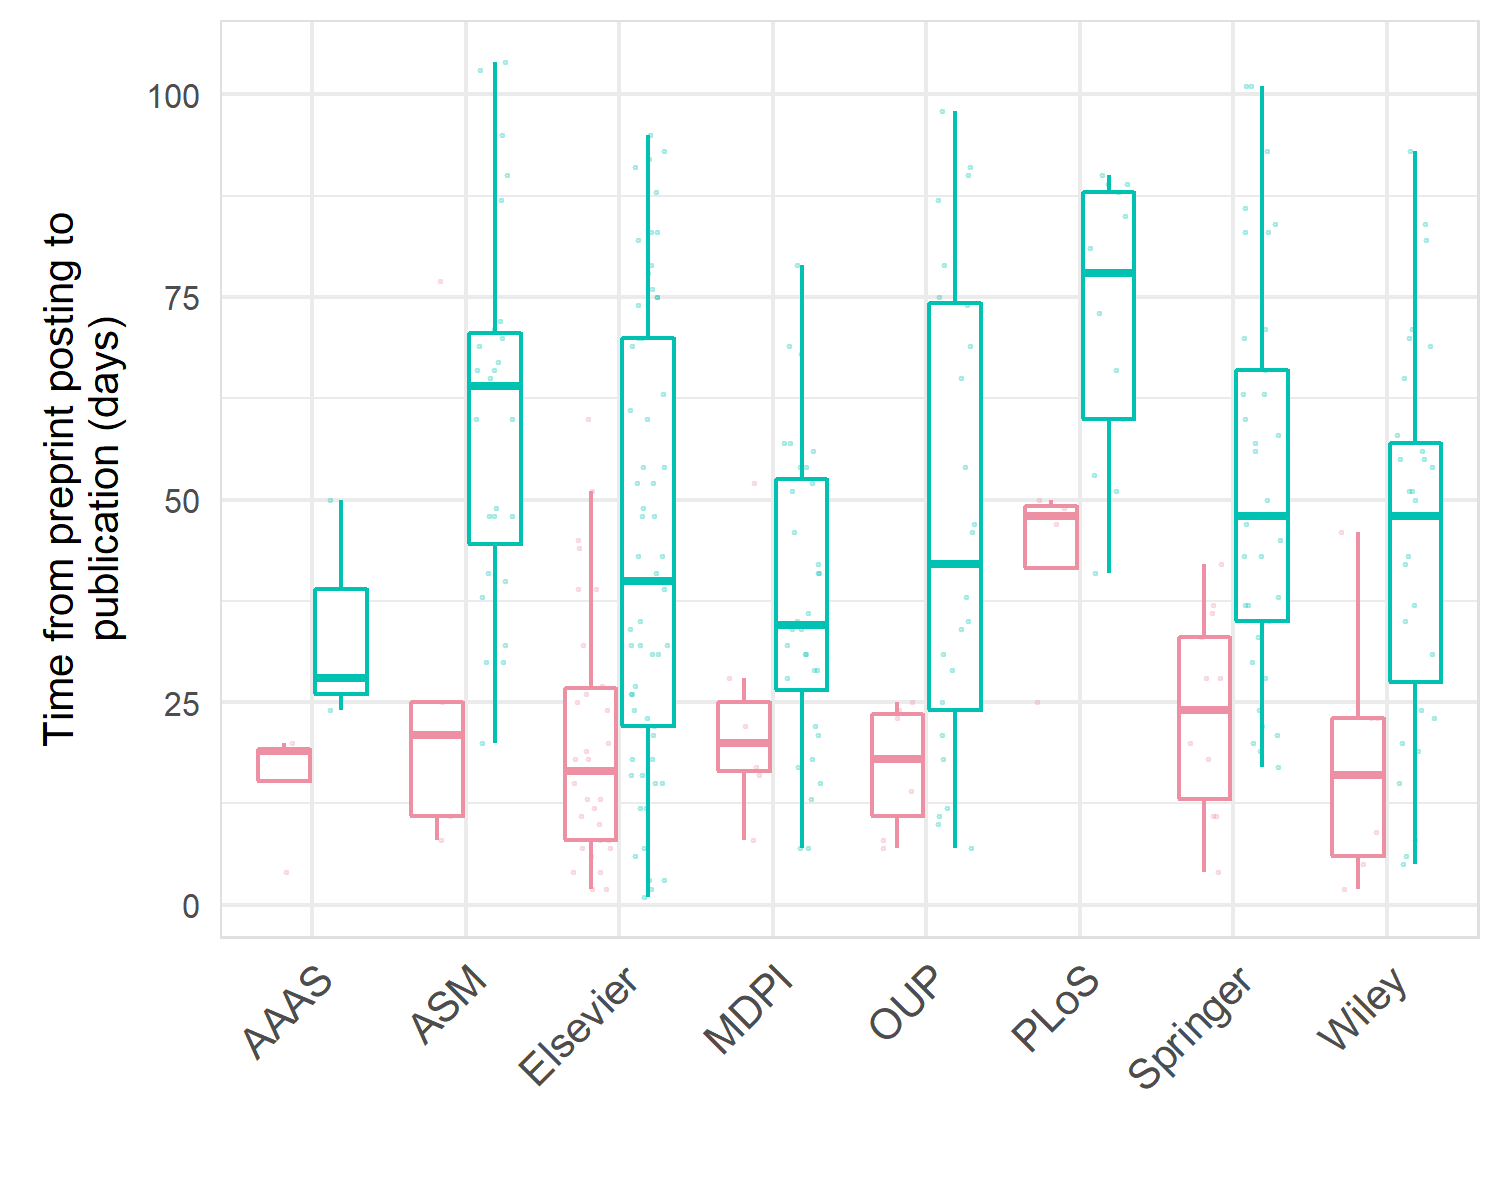 Time from preprint posting to
publication (days)
100
75
50
25
0
AAAS
ASM
Elsevier
MDPI
OUP
PLoS
Springer
Wiley